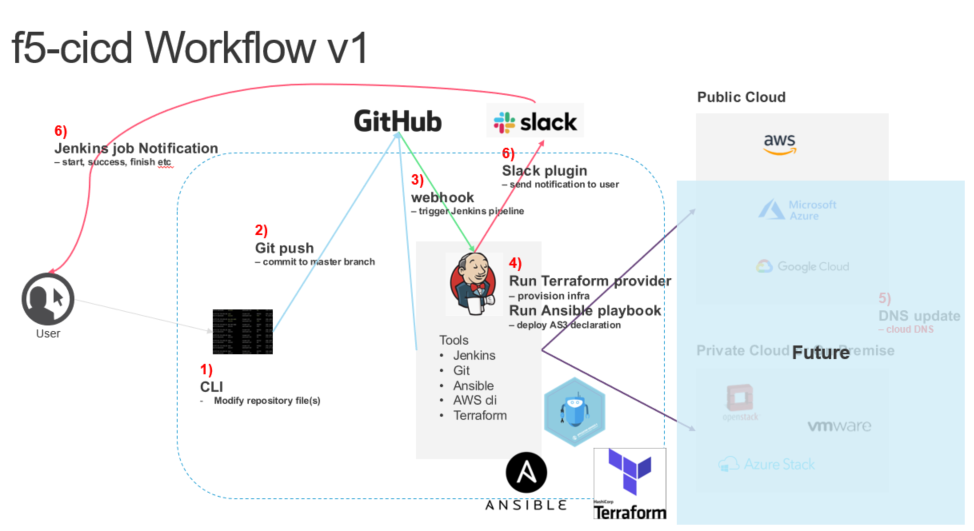 f5-cicd Workflow v1
Public Cloud
GitHub
slack
aws
6)
Jenkins job Notification
– start, success, finish etc
6)
Slack plugin
– send notification to user
3)
webhook
– trigger Jenkins pipeline
Microsoft
Azure
2)
Git push
– commit to master branch
Google Cloud
4)
Run Terraform provider
– provision infra
Run Ansible playbook
– deploy AS3 declaration
5)
DNS update
– cloud DNS
User
Tools
• Jenkins
• Git
• Ansible
• AWS di
• Terraform
1)
CLI
- Modify repository file(s)
Private Cloud
Premise
Future
openstack
vmware
Azure Stack
ANSIBLE
HashiCorp
Terraform